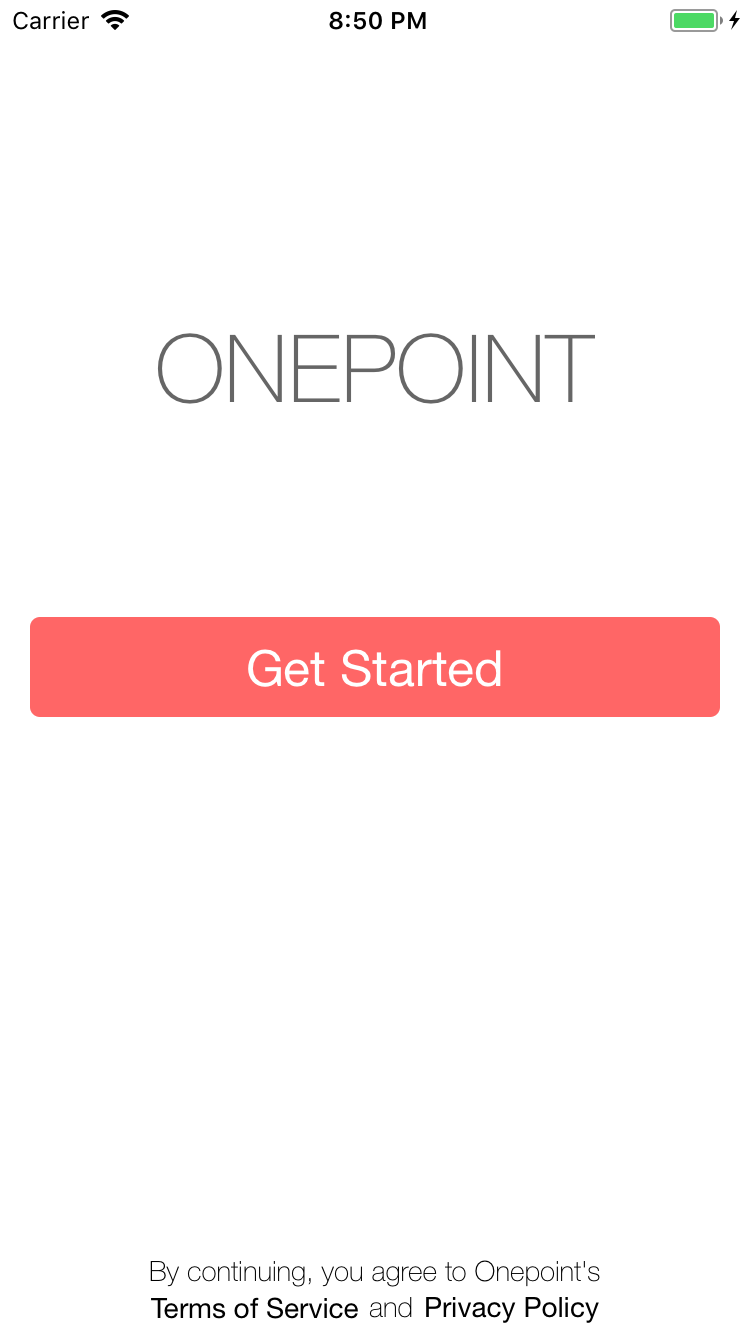 Carrier 8:50 PM
ONEPOINT
Get Started
By continuing, you agree to Onepoint's
Terms of Service and Privacy Policy